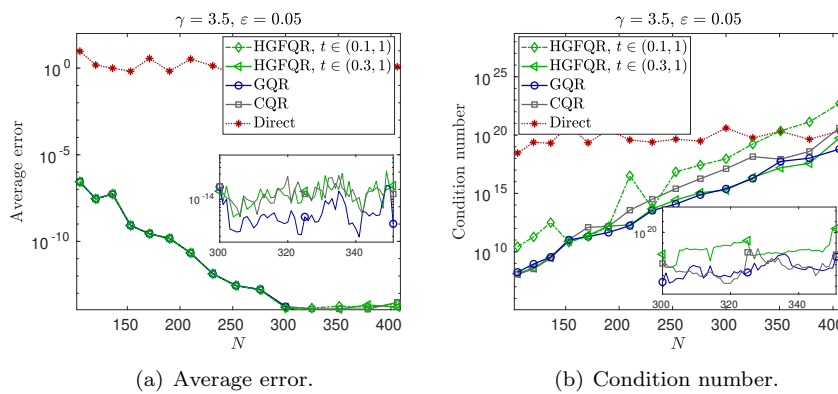 γ = 3.5, ε = 0.05
HGFQR, t ∈ (0.1, 1)
HGFQR, t ∈ (0.3, 1)
GQR
CQR
Direct
10^0
10^-5
10^-10
Average error
10^-14
300
320
340
150
200
250
300
350
400
N
(a) Average error.
γ = 3.5, ε = 0.05
HGFQR, t ∈ (0.1, 1)
HGFQR, t ∈ (0.3, 1)
GQR
CQR
Direct
10^25
10^20
10^15
10^10
Condition number
10^20
300
320
340
150
200
250
300
350
400
N
(b) Condition number.